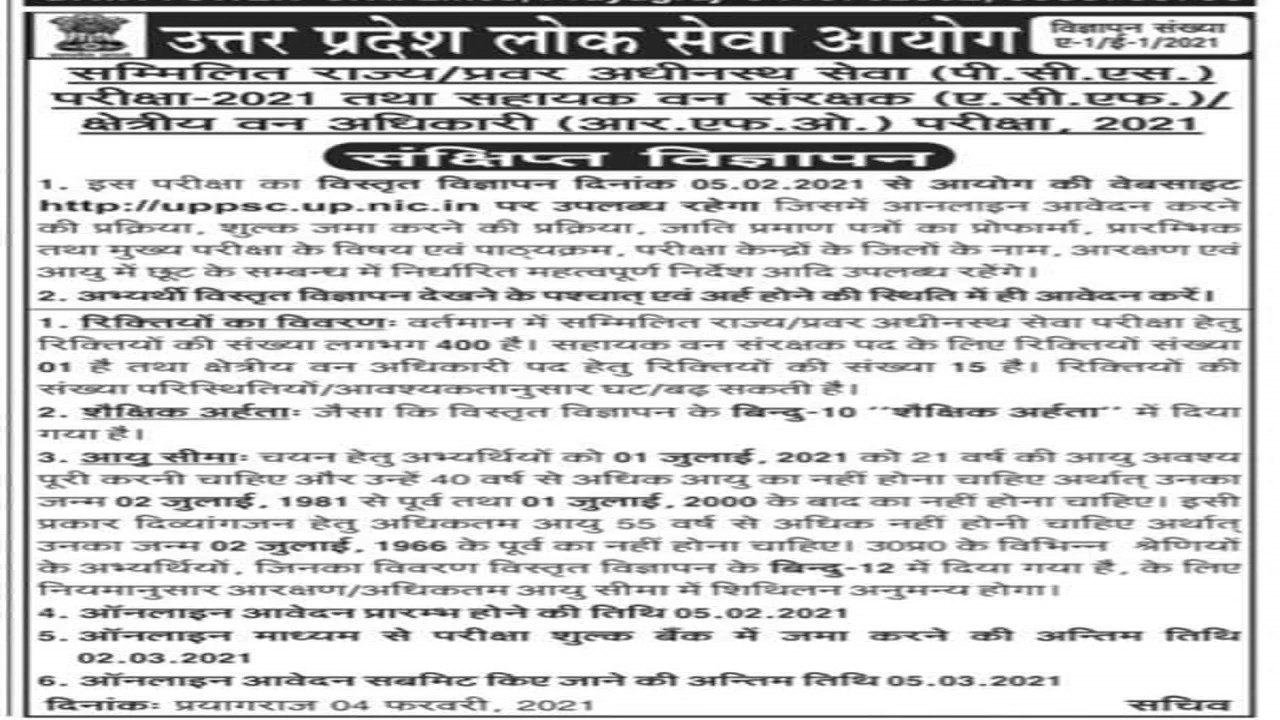 उत्तर प्रदेश लोक सेवा आयोग
विज्ञापन संख्या
ए-1/ई-1/2021
सम्मिलित राज्य/प्रवर अधीनस्थ सेवा (पी.सी.एस.)
परीक्षा-2021 तथा सहायक वन संरक्षक (ए.सी.एफ.)/
क्षेत्रीय वन अधिकारी (आर.एफ.ओ.) परीक्षा, 2021
संक्षिप्त विज्ञापन
1. इस परीक्षा का विस्तृत विज्ञापन दिनांक 05.02.2021 से आयोग की वेबसाइट
http://uppsc.up.nic.in पर उपलब्ध रहेगा जिसमें आनलाइन आवेदन करने
की प्रक्रिया, शुल्क जमा करने की प्रक्रिया, जाति प्रमाण पत्रों का प्रोफार्मा, प्रारम्भिक
तथा मुख्य परीक्षा के विषय एवं पाठ्यक्रम, परीक्षा केन्द्रों के जिलों के नाम, आरक्षण एवं
आयु में छूट के सम्बन्ध में निर्धारित महत्वपूर्ण निर्देश आदि उपलब्ध रहेंगे।
2. अभ्यर्थी विस्तृत विज्ञापन देखने के पश्चात् एवं अर्ह होने की स्थिति में ही आवेदन करें।
1. रिक्तियों का विवरणः वर्तमान में सम्मिलित राज्य/प्रवर अधीनस्थ सेवा परीक्षा हेतु
रिक्तियों की संख्या लगभग 400 है। सहायक वन संरक्षक पद के लिए रिक्तियों संख्या
01 है तथा क्षेत्रीय वन अधिकारी पद हेतु रिक्तियों की संख्या 15 है। रिक्तियों की
संख्या परिस्थितियों/आवश्यकतानुसार घट/बढ़ सकती है।
2. शैक्षिक अर्हताः जैसा कि विस्तृत विज्ञापन के बिन्दु-10 ''शैक्षिक अर्हता'' में दिया
गया है।
3. आयु सीमाः चयन हेतु अभ्यर्थियों को 01 जुलाई, 2021 को 21 वर्ष की आयु अवश्य
पूरी करनी चाहिए और उन्हें 40 वर्ष से अधिक आयु का नहीं होना चाहिए अर्थात् उनका
जन्म 02 जुलाई, 1981 से पूर्व तथा 01 जुलाई, 2000 के बाद का नहीं होना चाहिए। इसी
प्रकार दिव्यांगजन हेतु अधिकतम आयु 55 वर्ष से अधिक नहीं होनी चाहिए अर्थात्
उनका जन्म 02 जुलाई, 1966 के पूर्व का नहीं होना चाहिए। उ0प्र0 के विभिन्न श्रेणियों
के अभ्यर्थियों, जिनका विवरण विस्तृत विज्ञापन के बिन्दु-12 में दिया गया है, के लिए
नियमानुसार आरक्षण/अधिकतम आयु सीमा में शिथिलन अनुमन्य होगा।
4. ऑनलाइन आवेदन प्रारम्भ होने की तिथि 05.02.2021
5. ऑनलाइन माध्यम से परीक्षा शुल्क बैंक में जमा करने की अन्तिम तिथि
02.03.2021
6. ऑनलाइन आवेदन सबमिट किए जाने की अन्तिम तिथि 05.03.2021
दिनांकः प्रयागराज 04 फरवरी, 2021 सचिव